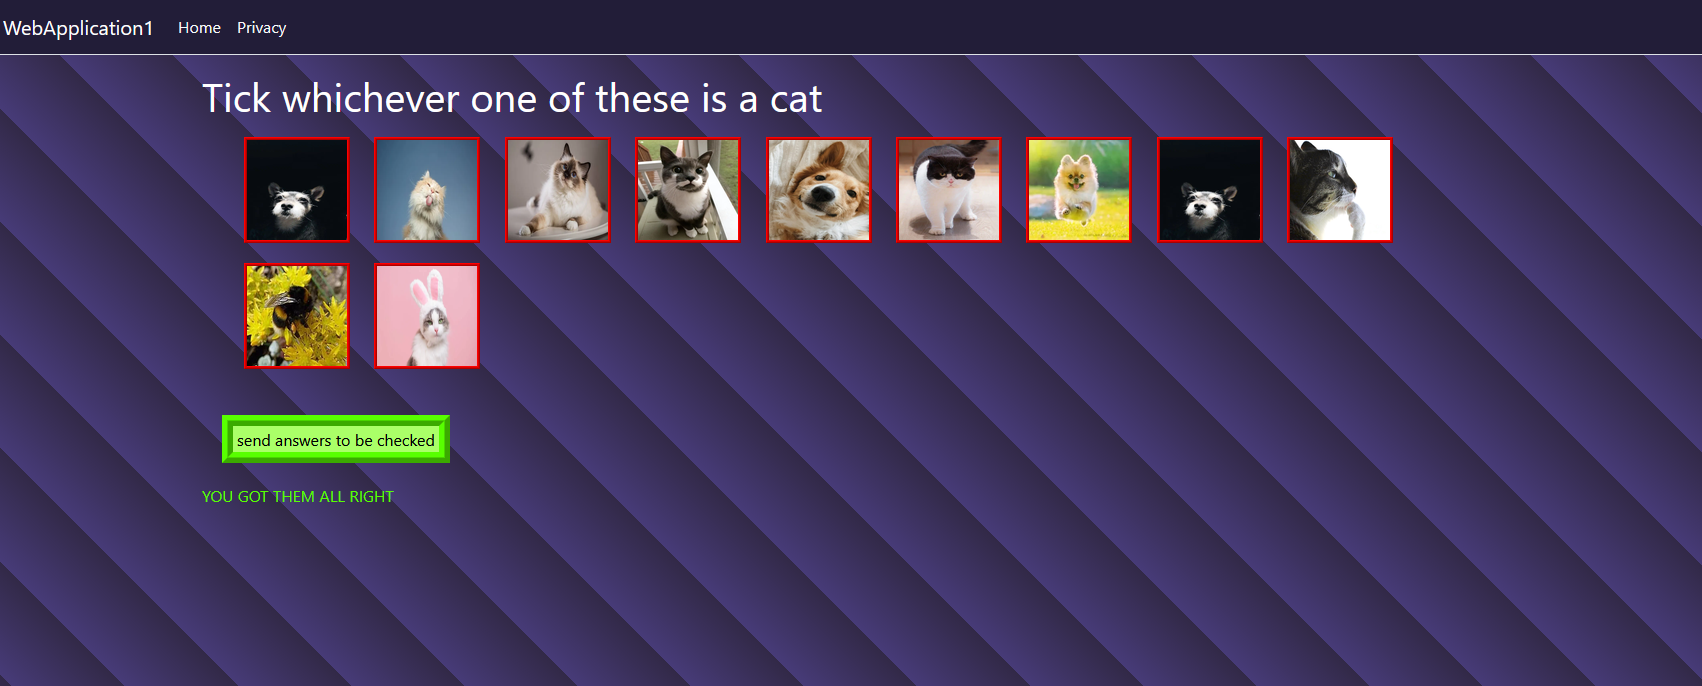 WebApplication1 Home Privacy
Tick whichever one of these is a cat
send answers to be checked
YOU GOT THEM ALL RIGHT